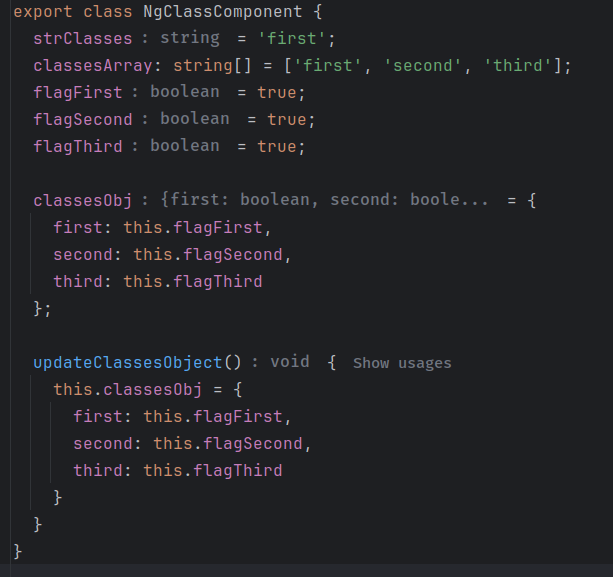 export class NgClassComponent {
strClasses : string = 'first';
classesArray: string[] = ['first', 'second', 'third'];
flagFirst : boolean = true;
flagSecond : boolean = true;
flagThird : boolean = true;
classesObj : {first: boolean, second: boole... = {
first: this.flagFirst,
second: this.flagSecond,
third: this.flagThird
};
updateClassesObject() : void { Show usages
this.classesObj = {
first: this.flagFirst,
second: this.flagSecond,
third: this.flagThird
}
}
}